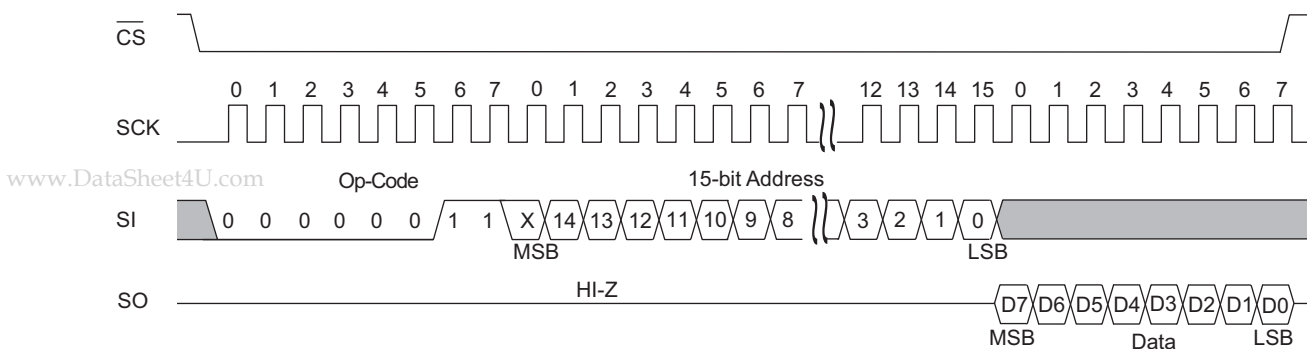 CS
0 1 2 3 4 5 6 7 0 1 2 3 4 5 6 7 12 13 14 15 0 1 2 3 4 5 6 7
SCK
www.DataSheet4U.com
Op-Code 15-bit Address
SI 0 0 0 0 0 0 1 1 X 14 13 12 11 10 9 8 3 2 1 0
MSB LSB
HI-Z
SO D7 D6 D5 D4 D3 D2 D1 D0
MSB Data LSB